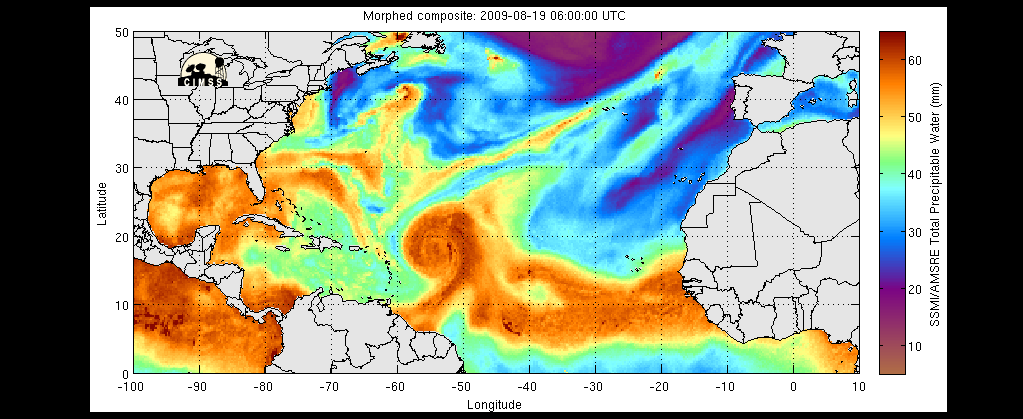 Morphed composite: 2009-08-19 06:00:00 UTC
50
40
30
20
10
0
Latitude
CIMSS
-100 -90 -80 -70 -60 -50 -40 -30 -20 -10 0 10
Longitude
60
50
40
30
20
10
SSMI/AMSRE Total Precipitable Water (mm)